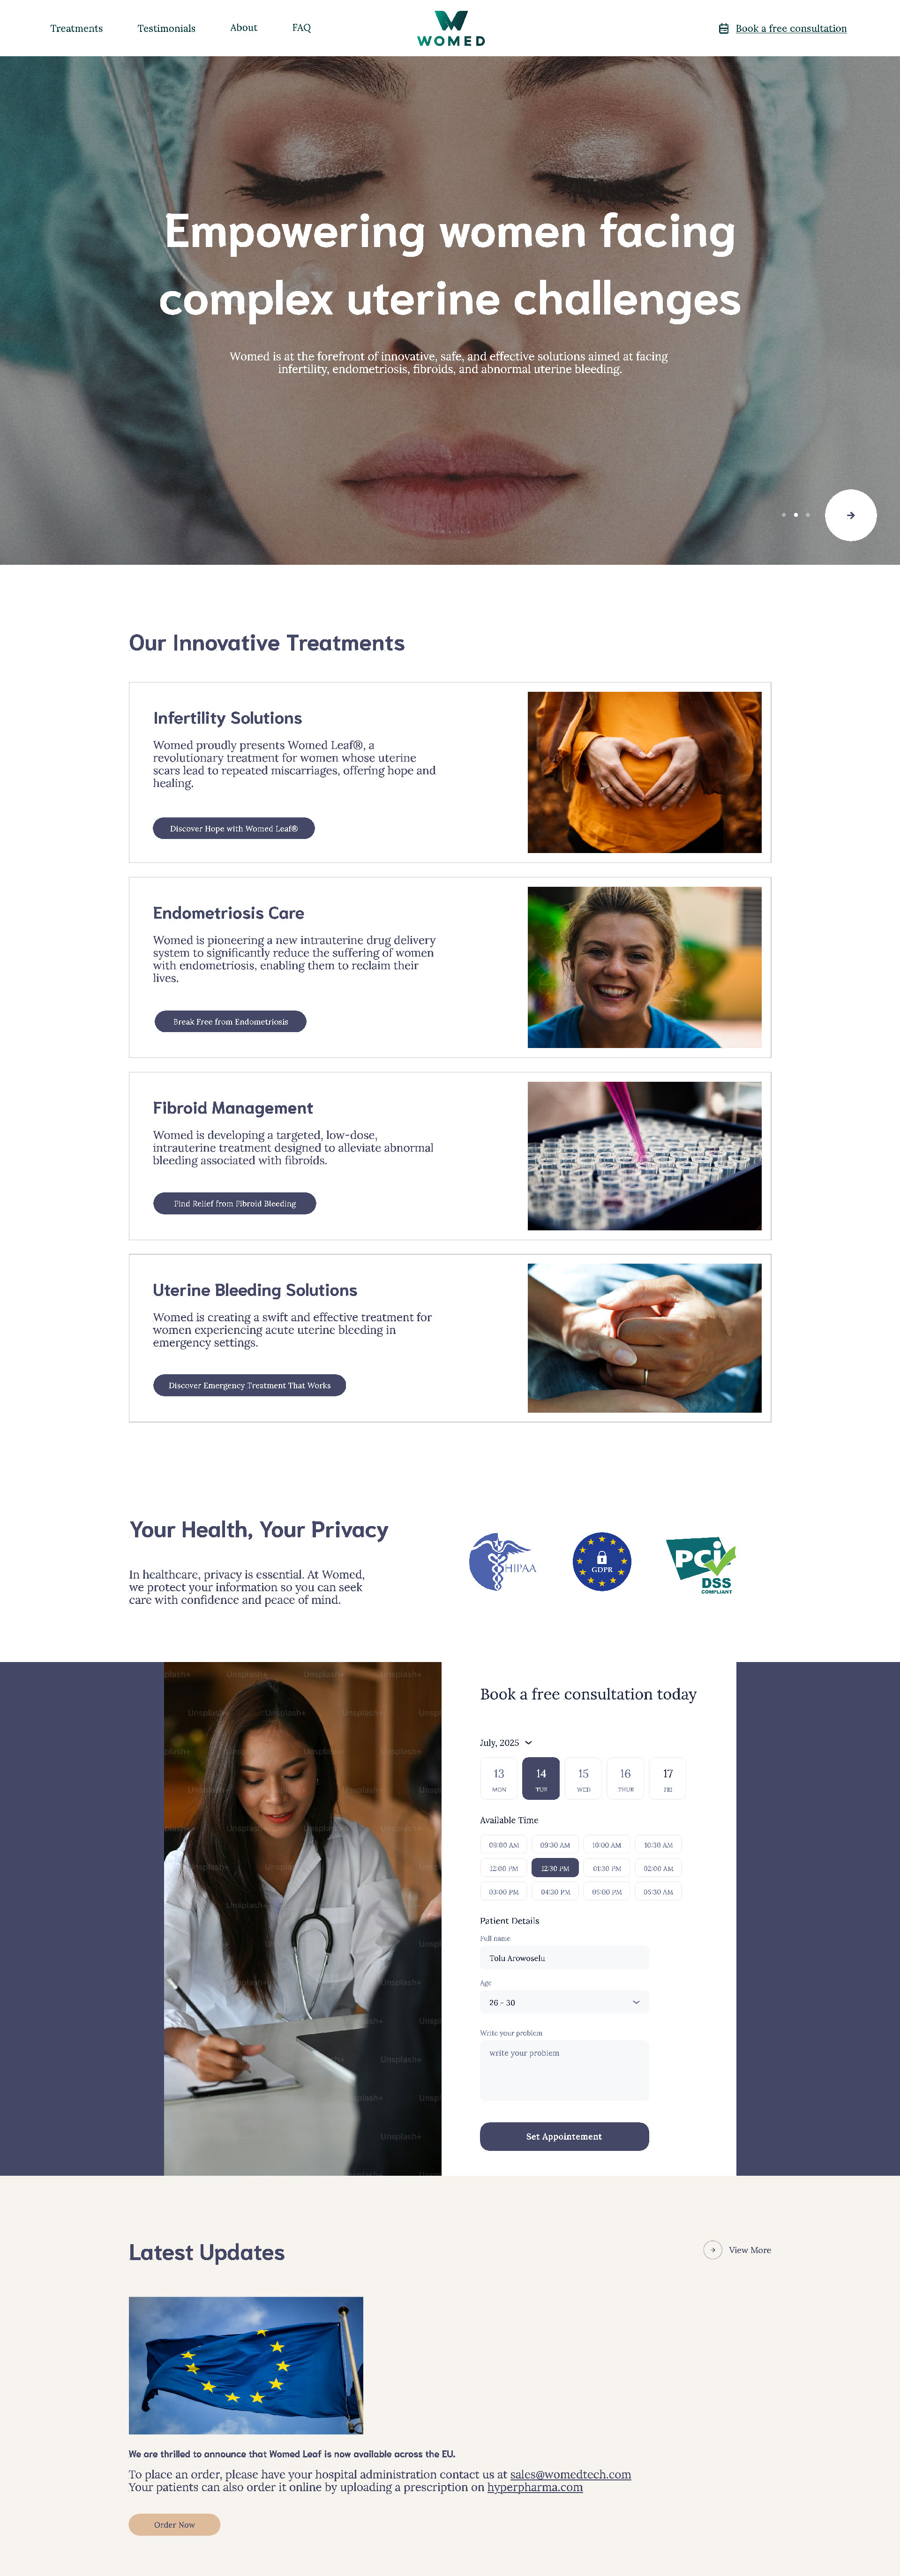 Treatments
Testimonials
About
FAQ
WOMED
Book a free consultation
Empowering women facing
complex uterine challenges
Womed is at the forefront of innovative, safe, and effective solutions aimed at facing
infertility, endometriosis, fibroids, and abnormal uterine bleeding.
Our Innovative Treatments
Infertility Solutions
Womed proudly presents Womed Leaf®, a
revolutionary treatment for women whose uterine
scars lead to repeated miscarriages, offering hope and
healing.
Discover Hope with Womed Leaf®
Endometriosis Care
Womed is pioneering a new intrauterine drug delivery
system to significantly reduce the suffering of women
with endometriosis, enabling them to reclaim their
lives.
Break Free from Endometriosis
Fibroid Management
Womed is developing a targeted, low-dose,
intrauterine treatment designed to alleviate abnormal
bleeding associated with fibroids.
Find Relief from Fibroid Bleeding
Uterine Bleeding Solutions
Womed is creating a swift and effective treatment for
women experiencing acute uterine bleeding in
emergency settings.
Discover Emergency Treatment That Works
Your Health, Your Privacy
In healthcare, privacy is essential. At Womed,
we protect your information so you can seek
care with confidence and peace of mind.
HIPAA
GDPR
PCi
DSS
COMPLIANT
Unsplash+
Book a free consultation today
July, 2025
13 14 15 16 17
MON TUE WED THUR FRI
Available Time
09:00 AM 09:30 AM 10:00 AM 10:30 AM
12:00 PM 12:30 PM 01:30 PM 02:00 AM
03:00 PM 04:30 PM 05:00 PM 05:30 AM
Patient Details
Full name
Tolu Arowoselu
Age
26 - 30
Write your problem
write your problem
Set Appointement
Latest Updates
View More
We are thrilled to announce that Womed Leaf is now available across the EU.
To place an order, please have your hospital administration contact us at sales@womedtech.com
Your patients can also order it online by uploading a prescription on hyperpharma.com
Order Now